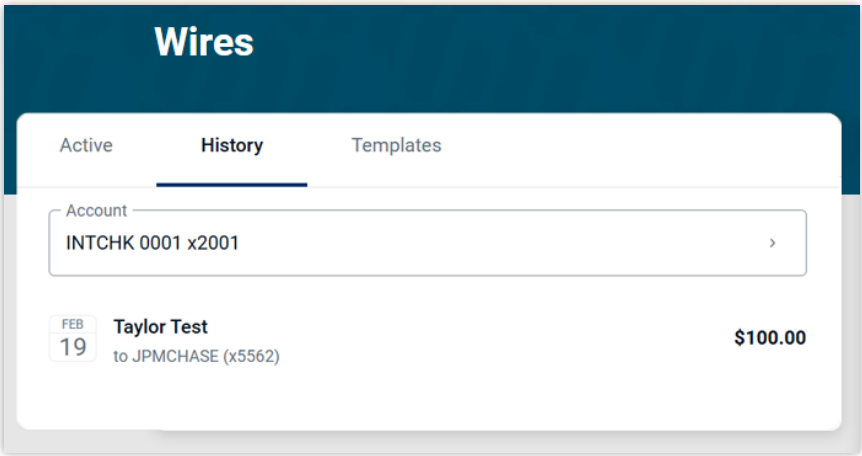 Wires
Active History Templates
Account
INTCHK 0001 x2001
FEB
19
Taylor Test
to JPMCHASE (x5562)
$100.00